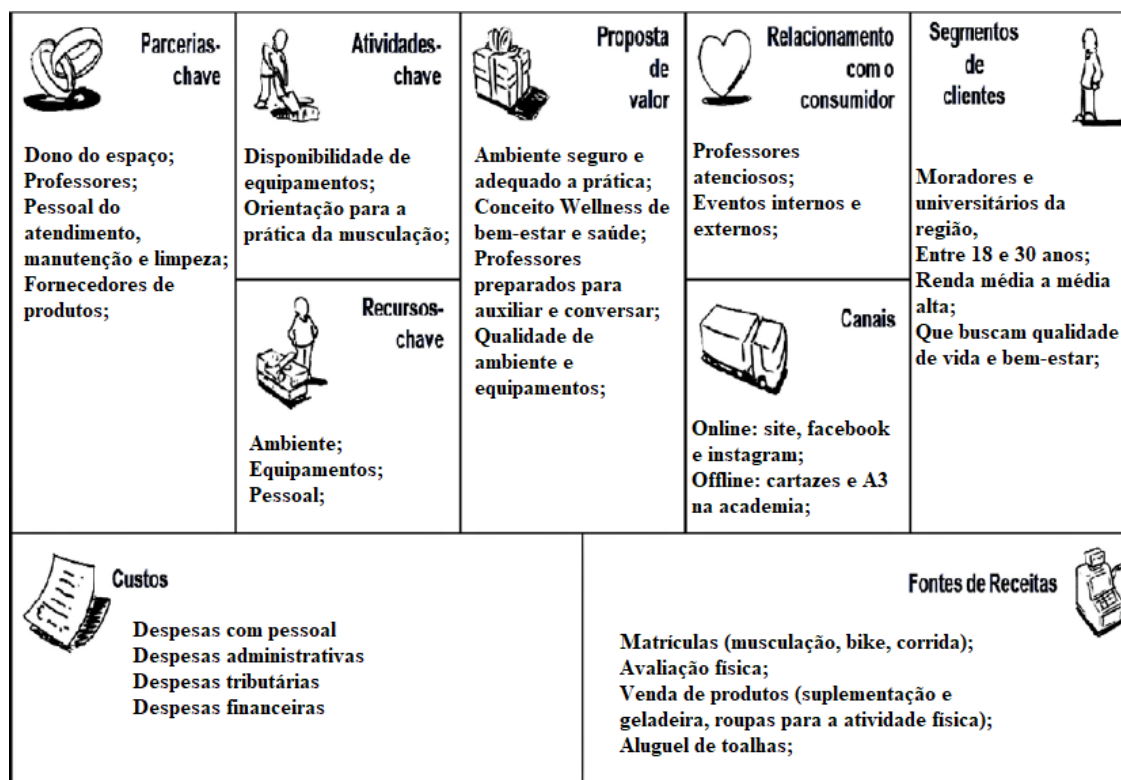 Parcerias-
chave
Dono do espaço;
Professores;
Pessoal do
atendimento,
manutenção e limpeza;
Fornecedores de
produtos;
Atividades-
chave
Disponibilidade de
equipamentos;
Orientação para a
prática da musculação;
Recursos-
chave
Ambiente;
Equipamentos;
Pessoal;
Proposta
de
valor
Ambiente seguro e
adequado a prática;
Conceito Wellness de
bem-estar e saúde;
Professores
preparados para
auxiliar e conversar;
Qualidade de
ambiente e
equipamentos;
Relacionamento
com o
consumidor
Professores
atenciosos;
Eventos internos e
externos;
Canais
Online: site, facebook
e instagram;
Offline: cartazes e A3
na academia;
Segmentos
de
clientes
Moradores e
universitários da
região,
Entre 18 e 30 anos;
Renda média a média
alta;
Que buscam qualidade
de vida e bem-estar;
Custos
Despesas com pessoal
Despesas administrativas
Despesas tributárias
Despesas financeiras
Fontes de Receitas
Matrículas (musculação, bike, corrida);
Avaliação física;
Venda de produtos (suplementação e
geladeira, roupas para a atividade física);
Aluguel de toalhas;